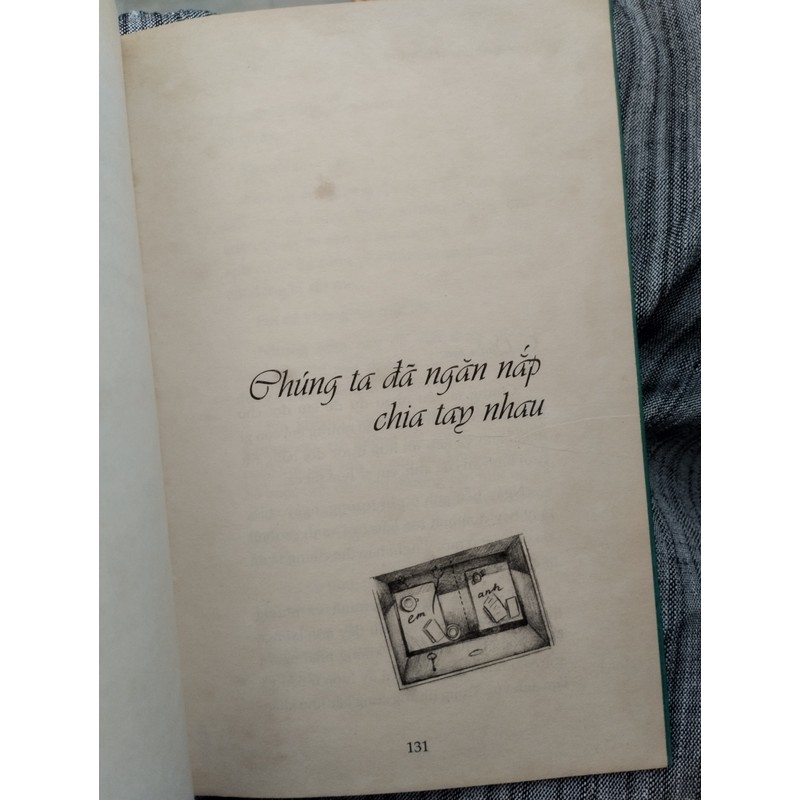 Chúng ta đã ngăn nắp
chia tay nhau
em
anh
131